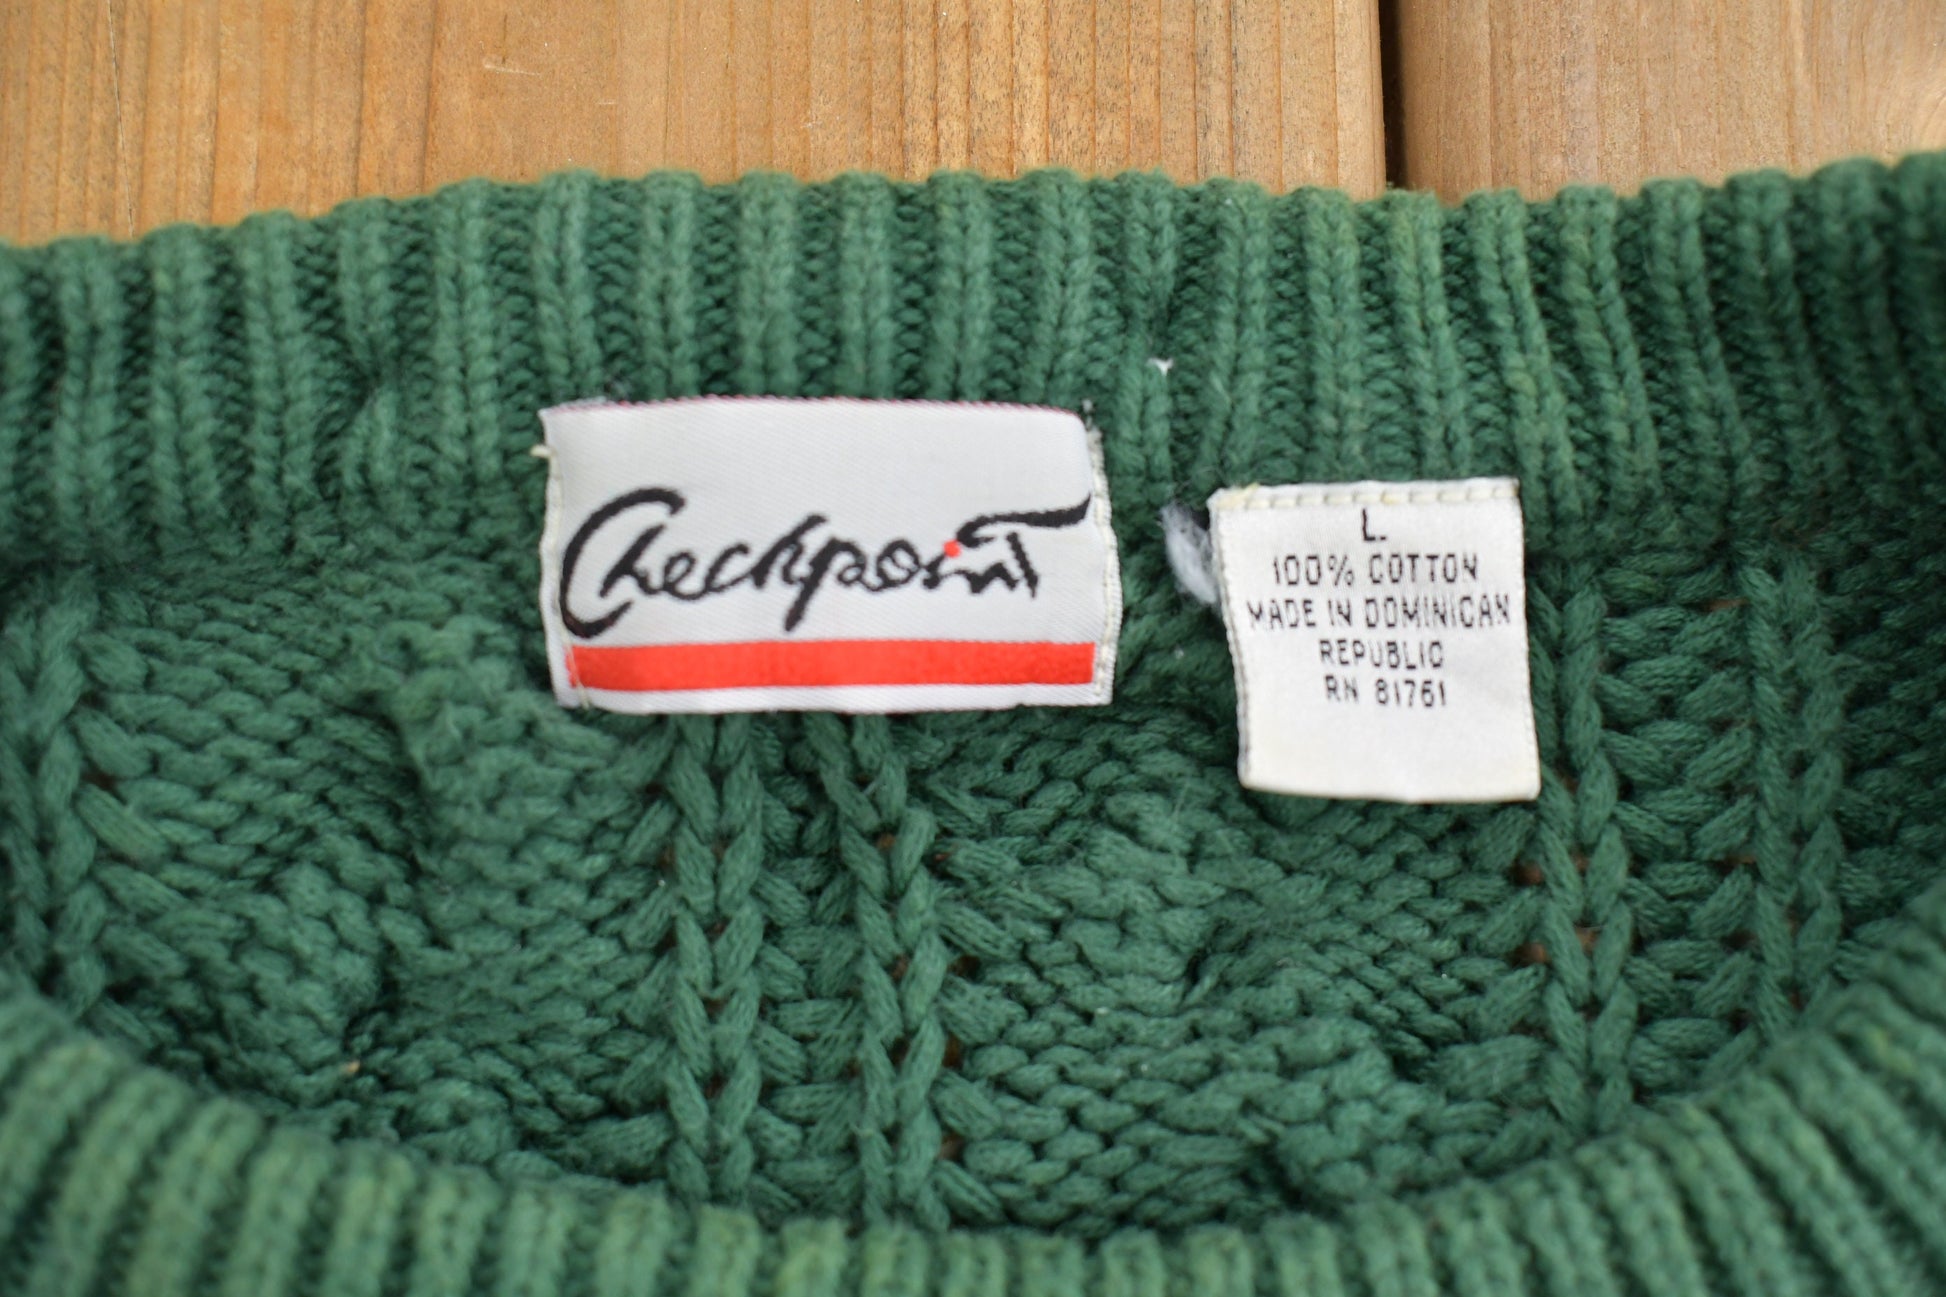 Checkpoint
L.
100% COTTON
MADE IN DOMINICAN
REPUBLIC
RN 81761